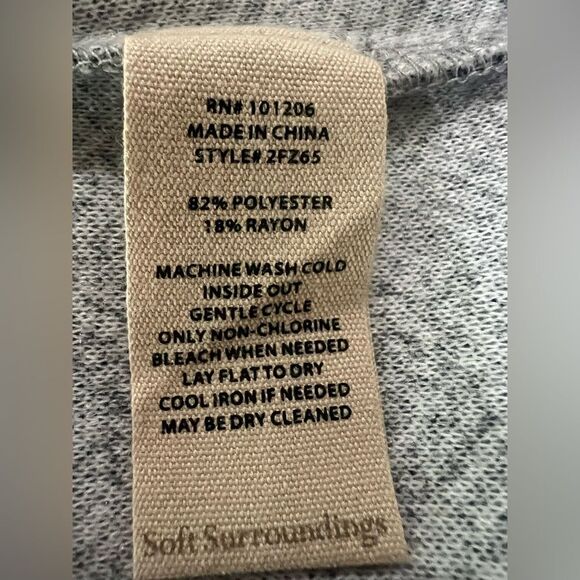 RN# 101206
MADE IN CHINA
STYLE# 2FZ65
82% POLYESTER
18% RAYON
MACHINE WASH COLD
INSIDE OUT
GENTLE CYCLE
ONLY NON-CHLORINE
BLEACH WHEN NEEDED
LAY FLAT TO DRY
COOL IRON IF NEEDED
MAY BE DRY CLEANED
Soft Surroundings